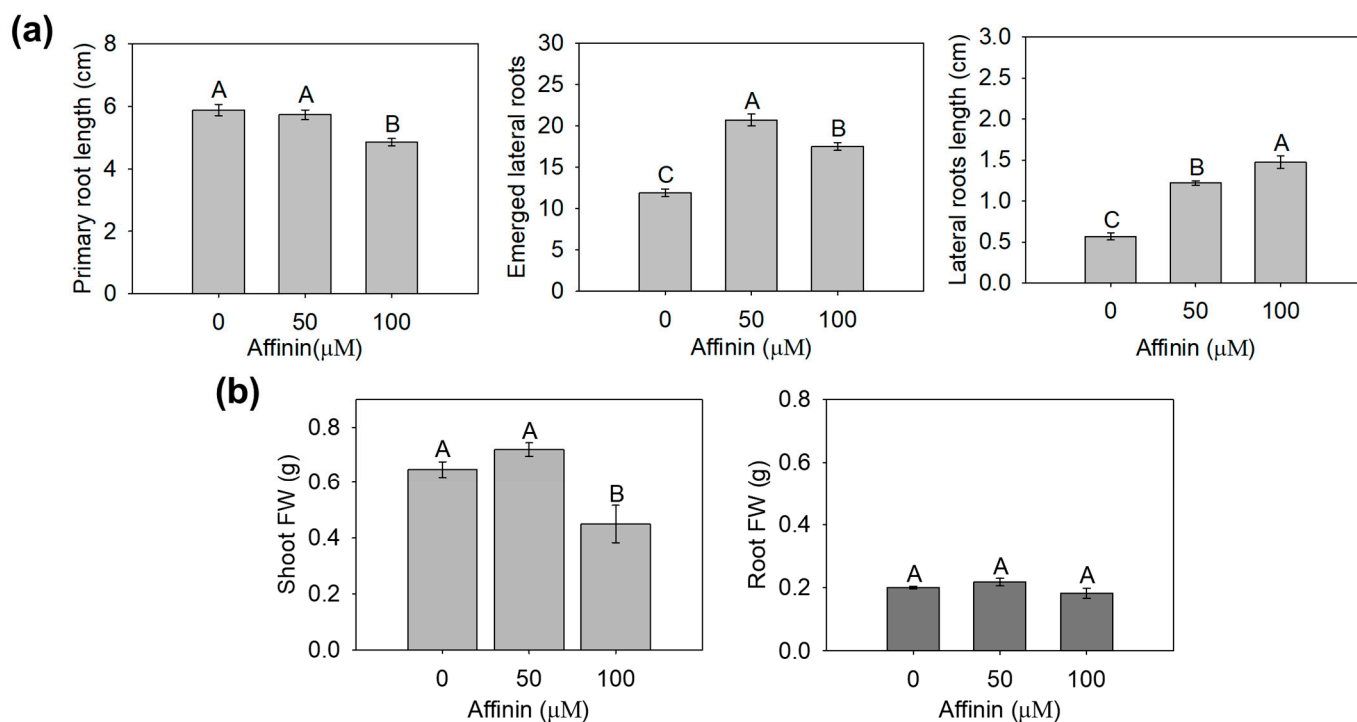 (a)
Primary root length (cm)
8
6
4
2
0
A
A
B
0 50 100
Affinin(μM)
Emerged lateral roots
30
25
20
15
10
5
0
C
A
B
0 50 100
Affinin (μM)
Lateral roots length (cm)
3.0
2.5
2.0
1.5
1.0
0.5
0.0
C
B
A
0 50 100
Affinin (μM)
(b)
Shoot FW (g)
0.8
0.6
0.4
0.2
0.0
A
A
B
0 50 100
Affinin (μM)
Root FW (g)
0.8
0.6
0.4
0.2
0.0
A
A
A
0 50 100
Affinin (μM)